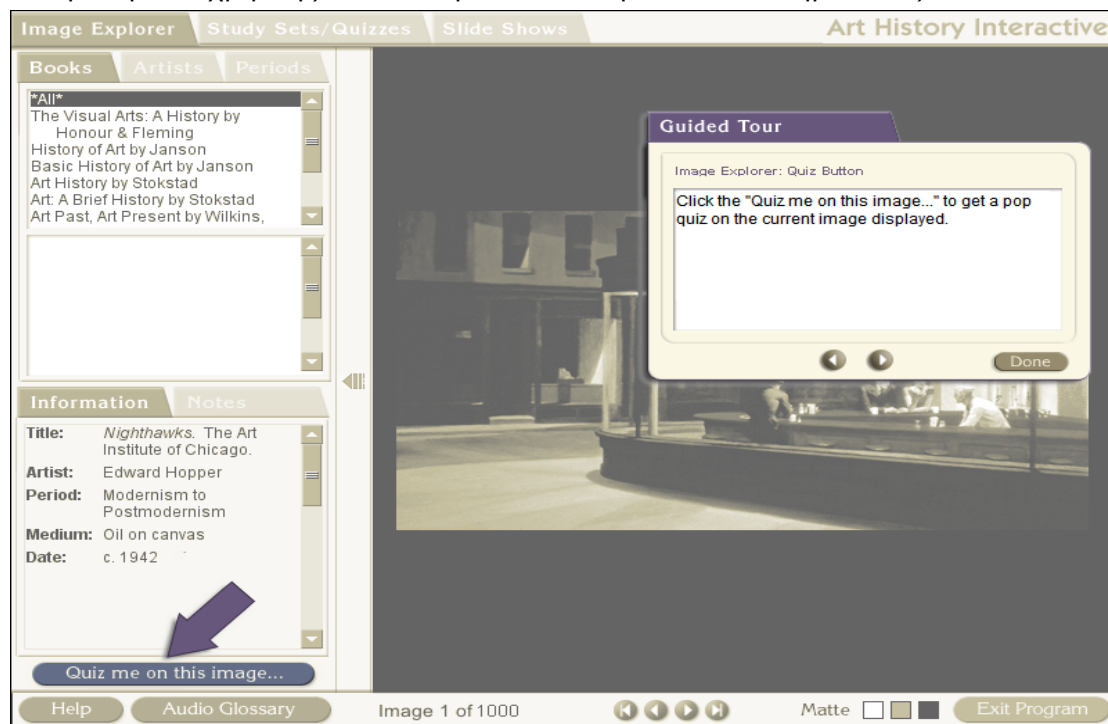 Image Explorer
Study Sets/Quizzes
Slide Shows
Art History Interactive
Books
Artists
Periods
*All*
The Visual Arts: A History by
Honour & Fleming
History of Art by Janson
Basic History of Art by Janson
Art History by Stokstad
Art: A Brief History by Stokstad
Art Past, Art Present by Wilkins,
Guided Tour
Image Explorer: Quiz Button
Click the "Quiz me on this image..." to get a pop
quiz on the current image displayed.
Done
Information
Notes
Title: Nighthawks. The Art
Institute of Chicago.
Artist: Edward Hopper
Period: Modernism to
Postmodernism
Medium: Oil on canvas
Date: c. 1942
Quiz me on this image...
Help
Audio Glossary
Image 1 of 1000
Matte
Exit Program